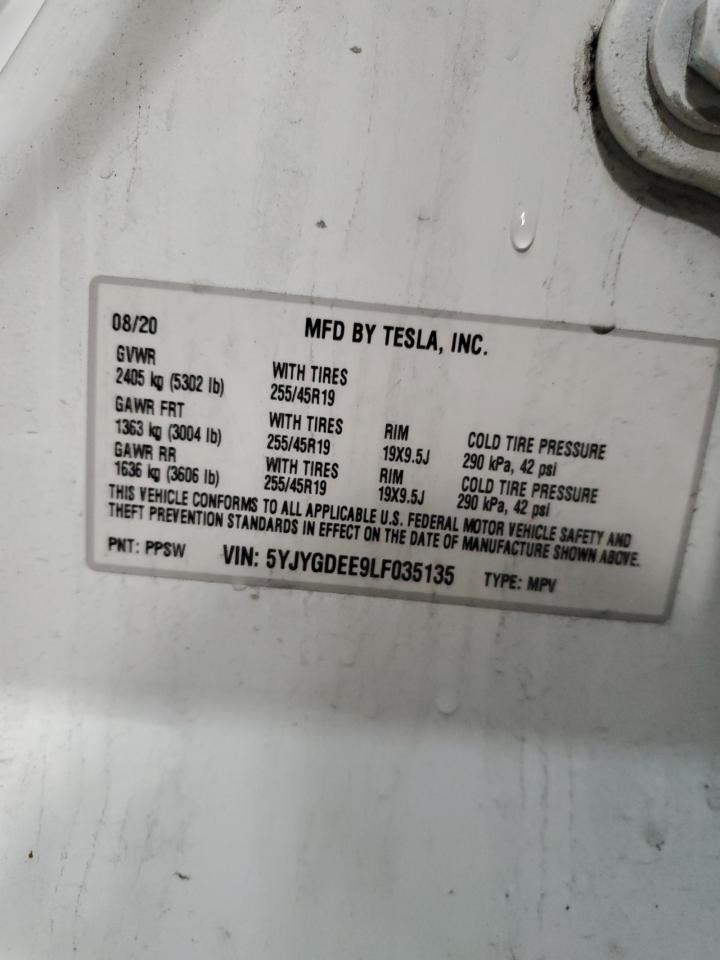 08/20 MFD BY TESLA, INC.
GVWR
2405 kg (5302 lb) WITH TIRES 255/45R19
GAWR FRT
1363 kg (3004 lb) WITH TIRES 255/45R19 RIM 19X9.5J COLD TIRE PRESSURE 290 kPa, 42 psi
GAWR RR
1636 kg (3606 lb) WITH TIRES 255/45R19 RIM 19X9.5J COLD TIRE PRESSURE 290 kPa, 42 psi
THIS VEHICLE CONFORMS TO ALL APPLICABLE U.S. FEDERAL MOTOR VEHICLE SAFETY AND
THEFT PREVENTION STANDARDS IN EFFECT ON THE DATE OF MANUFACTURE SHOWN ABOVE.
PNT: PPSW VIN: 5YJYGDEE9LF035135 TYPE: MPV